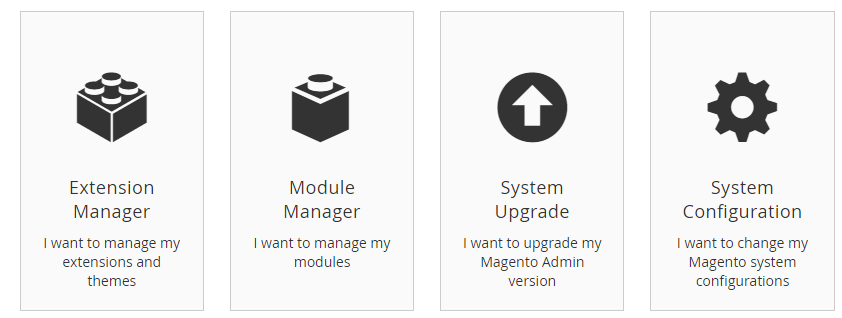 Extension
Manager
I want to manage my
extensions and
themes
Module
Manager
I want to manage my
modules
System
Upgrade
I want to upgrade my
Magento Admin
version
System
Configuration
I want to change my
Magento system
configurations